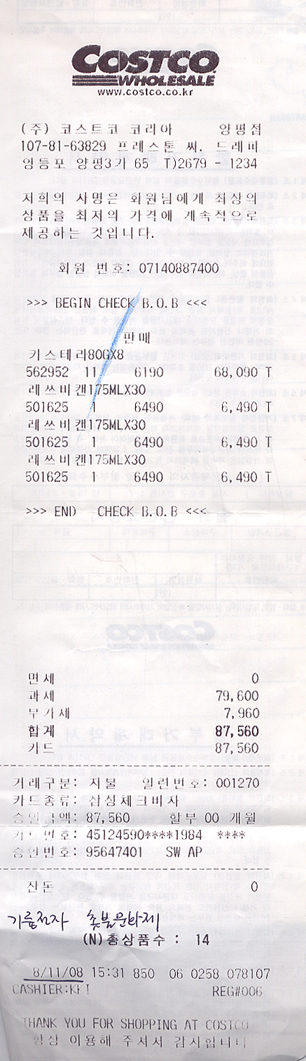 COSTCO
WHOLESALE
www.costco.co.kr
(주) 코스트코 코리아 양평점
107-81-63829 프레스톤 씨. 드레퍼
영등포 양평3가 65 T)2679 - 1234
저희의 사명은 회원님에게 최상의
상품을 최저의 가격에 계속적으로
제공하는 것입니다.
회원 번호: 07140887400
>>> BEGIN CHECK B.O.B <<<
판매
키스테리80GX8
562952 11 6190 68,090 T
레쓰비캔175MLX30
501625 1 6490 6,490 T
레쓰비캔175MLX30
501625 1 6490 6,490 T
레쓰비캔175MLX30
501625 1 6490 6,490 T
>>> END CHECK B.O.B <<<
면세 0
과세 79,600
부가세 7,960
합계 87,560
카드 87,560
거래구분: 지불 일련번호: 001270
카드종류: 삼성체크비자
승인금액: 87,560 할부 00 개월
카드번호: 45124590****1984 ****
승인번호: 95647401 SW AP
잔돈 0
촛불문화제
(N)총상품수 : 14
8/11/08 15:31 850 06 0258 078107
CASHIER: REG#006
THANK YOU FOR SHOPPING AT COSTCO
항상 이용해 주셔서 감사합니다